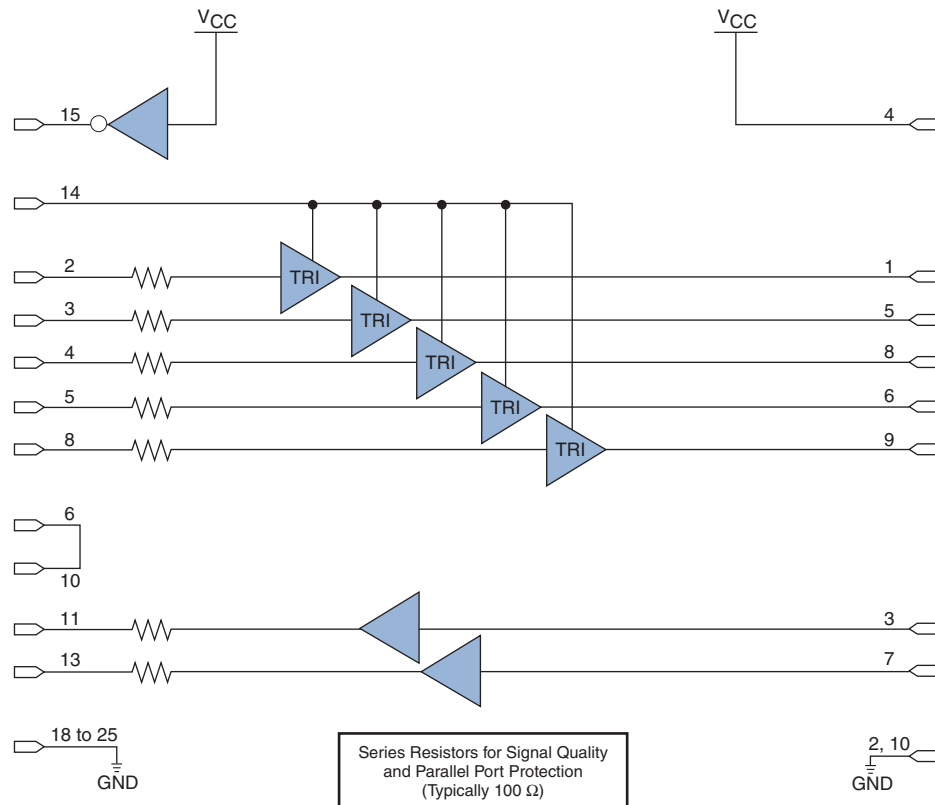 VCC VCC
15 4
14
2 TRI 1
3 TRI 5
4 TRI 8
5 TRI 6
8 TRI 9
6
10
11 3
13 7
18 to 25 2, 10
GND GND
Series Resistors for Signal Quality
and Parallel Port Protection
(Typically 100 Ω)